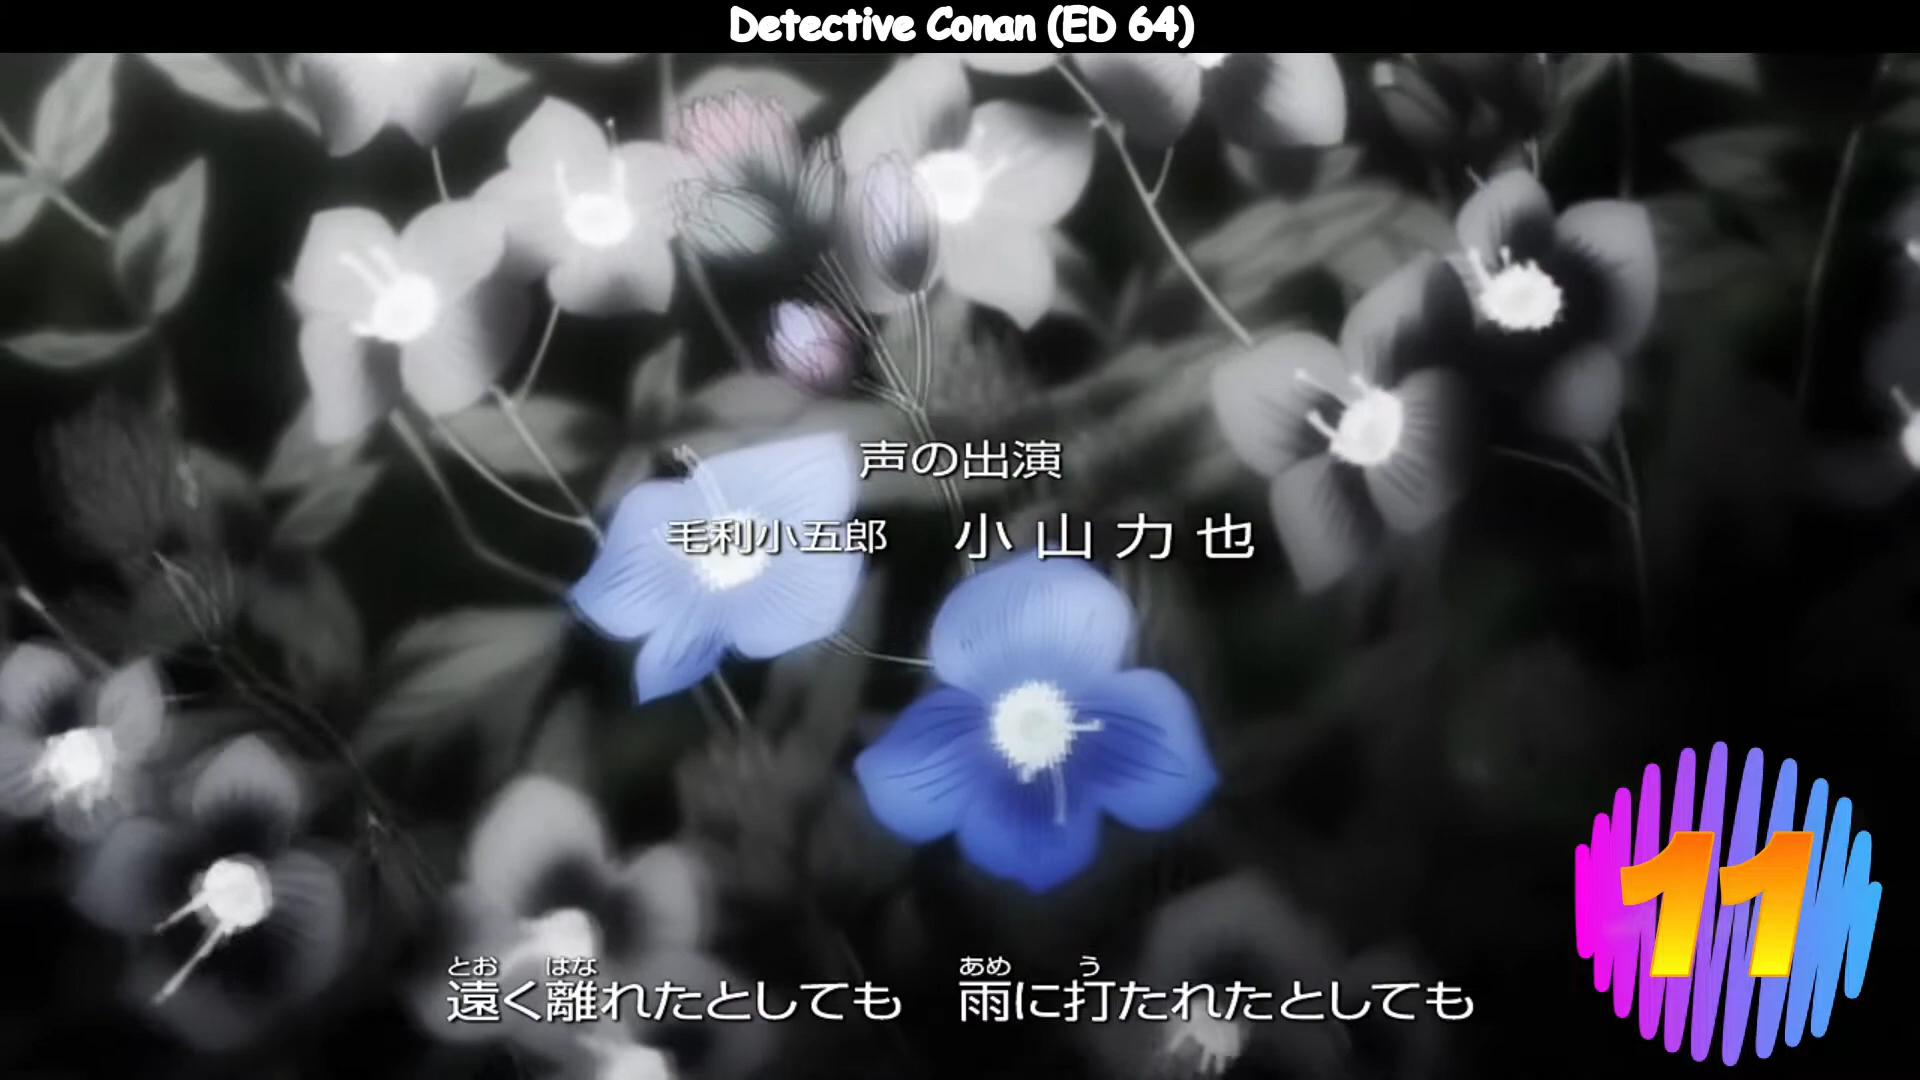 Detective Conan (ED 64)
声の出演
毛利小五郎 小山力也
11
とお はな あめ う
遠く離れたとしても 雨に打たれたとしても